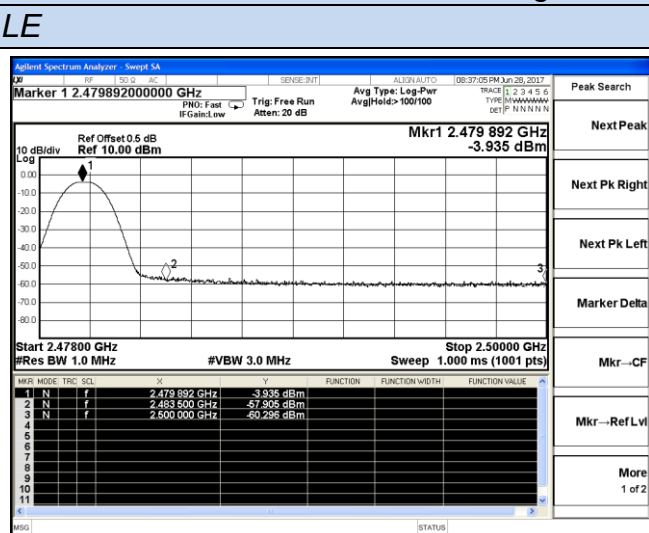 LE
Agilent Spectrum Analyzer - Swept SA
LXI RF 50 Ω AC SENSE:INT ALIGN AUTO 08:37:05 PM Jun 28, 2017
Marker 1 2.479892000000 GHz
PNO: Fast Trig: Free Run
IFGain:Low Atten: 20 dB
Avg Type: Log-Pwr
Avg|Hold:> 100/100
TRACE 1 2 3 4 5 6
TYPE MWWWWW
DET P N N N N N
Peak Search
Next Peak
Next Pk Right
Next Pk Left
Marker Delta
Mkr→CF
Mkr→Ref Lvl
More
1 of 2
Ref Offset 0.5 dB
10 dB/div Ref 10.00 dBm
Mkr1 2.479 892 GHz
-3.935 dBm
Log
1
0.00
-10.0
-20.0
-30.0
-40.0
-50.0
2
3
-60.0
-70.0
-80.0
Start 2.47800 GHz Stop 2.50000 GHz
#Res BW 1.0 MHz #VBW 3.0 MHz Sweep 1.000 ms (1001 pts)
MKR MODE TRC SCL X Y FUNCTION FUNCTION WIDTH FUNCTION VALUE
1 N f 2.479 892 GHz -3.935 dBm
2 N f 2.483 500 GHz -57.905 dBm
3 N f 2.500 000 GHz -60.296 dBm
4
5
6
7
8
9
10
11
MSG STATUS